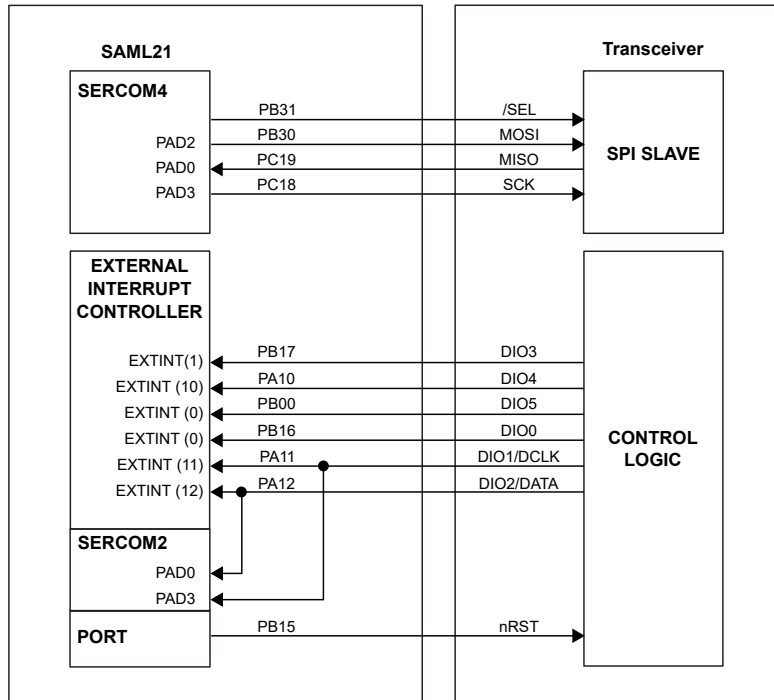 SAML21
Transceiver
SERCOM4
PB31
/SEL
PAD2
PB30
MOSI
PAD0
PC19
MISO
PAD3
PC18
SCK
SPI SLAVE
EXTERNAL
INTERRUPT
CONTROLLER
EXTINT(1)
PB17
DIO3
EXTINT (10)
PA10
DIO4
EXTINT (0)
PB00
DIO5
EXTINT (0)
PB16
DIO0
EXTINT (11)
PA11
DIO1/DCLK
EXTINT (12)
PA12
DIO2/DATA
CONTROL
LOGIC
SERCOM2
PAD0
PAD3
PORT
PB15
nRST